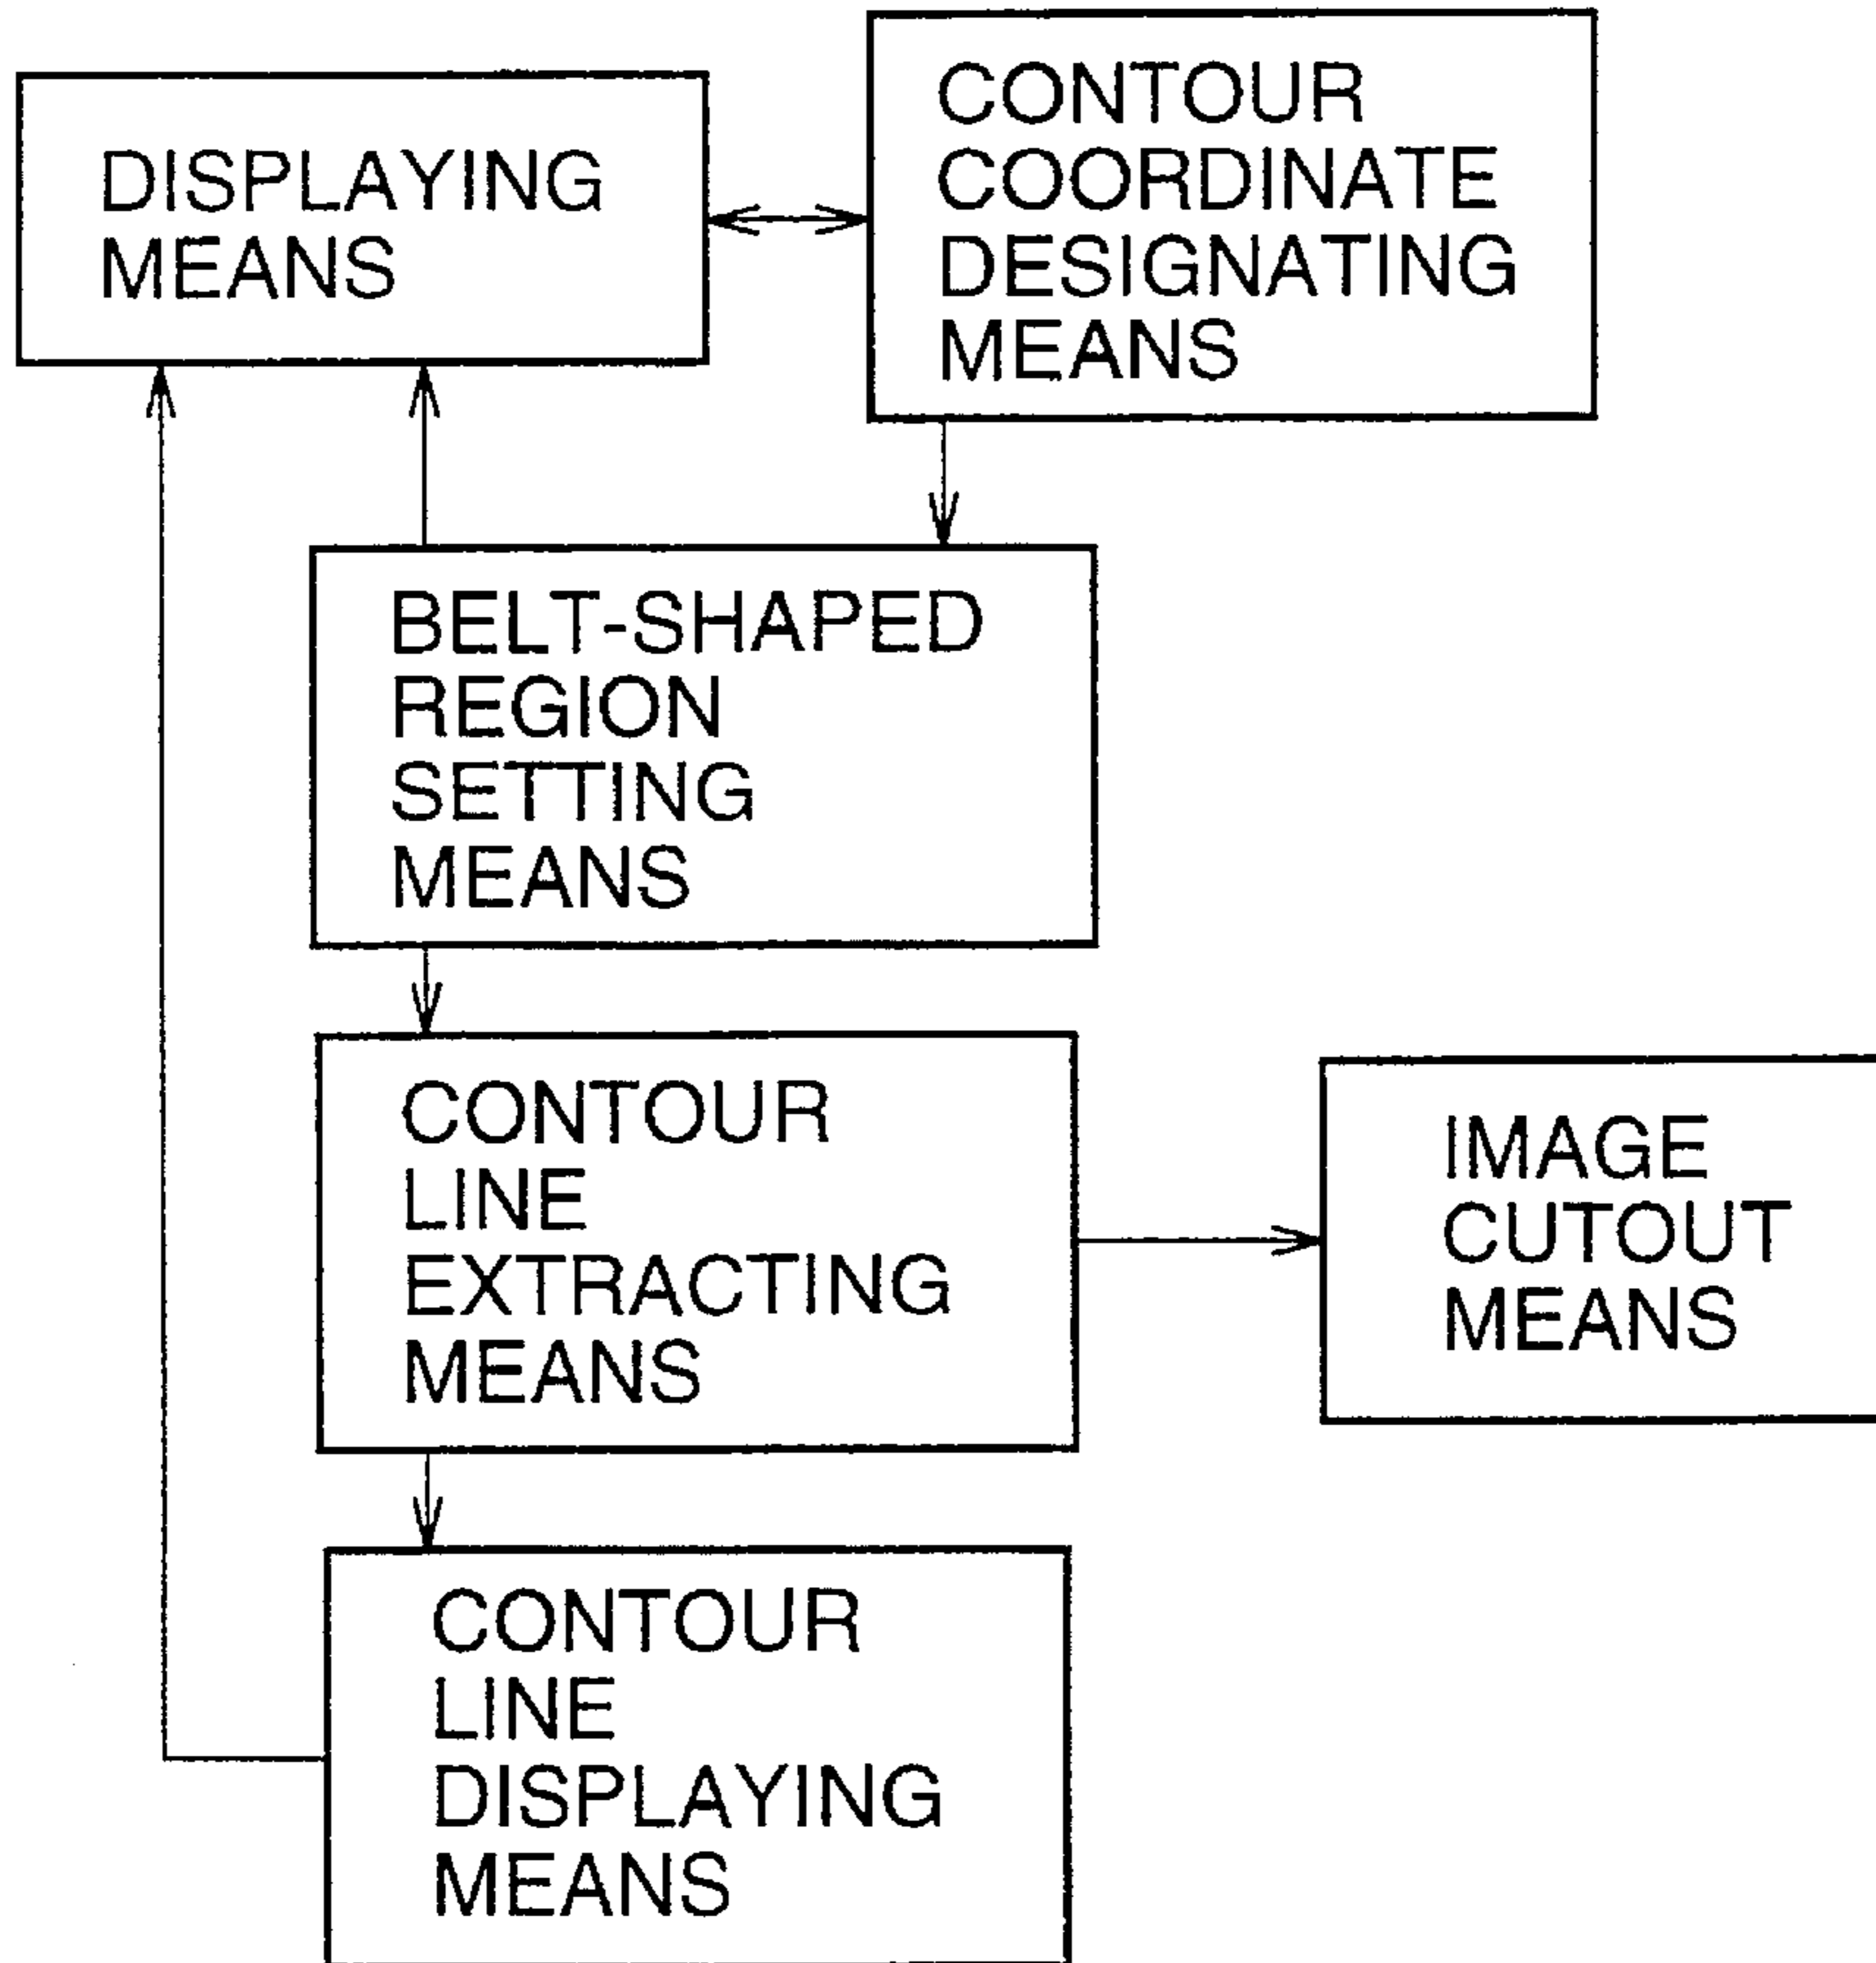 DISPLAYING
MEANS
CONTOUR
COORDINATE
DESIGNATING
MEANS
BELT-SHAPED
REGION
SETTING
MEANS
CONTOUR
LINE
EXTRACTING
MEANS
IMAGE
CUTOUT
MEANS
CONTOUR
LINE
DISPLAYING
MEANS